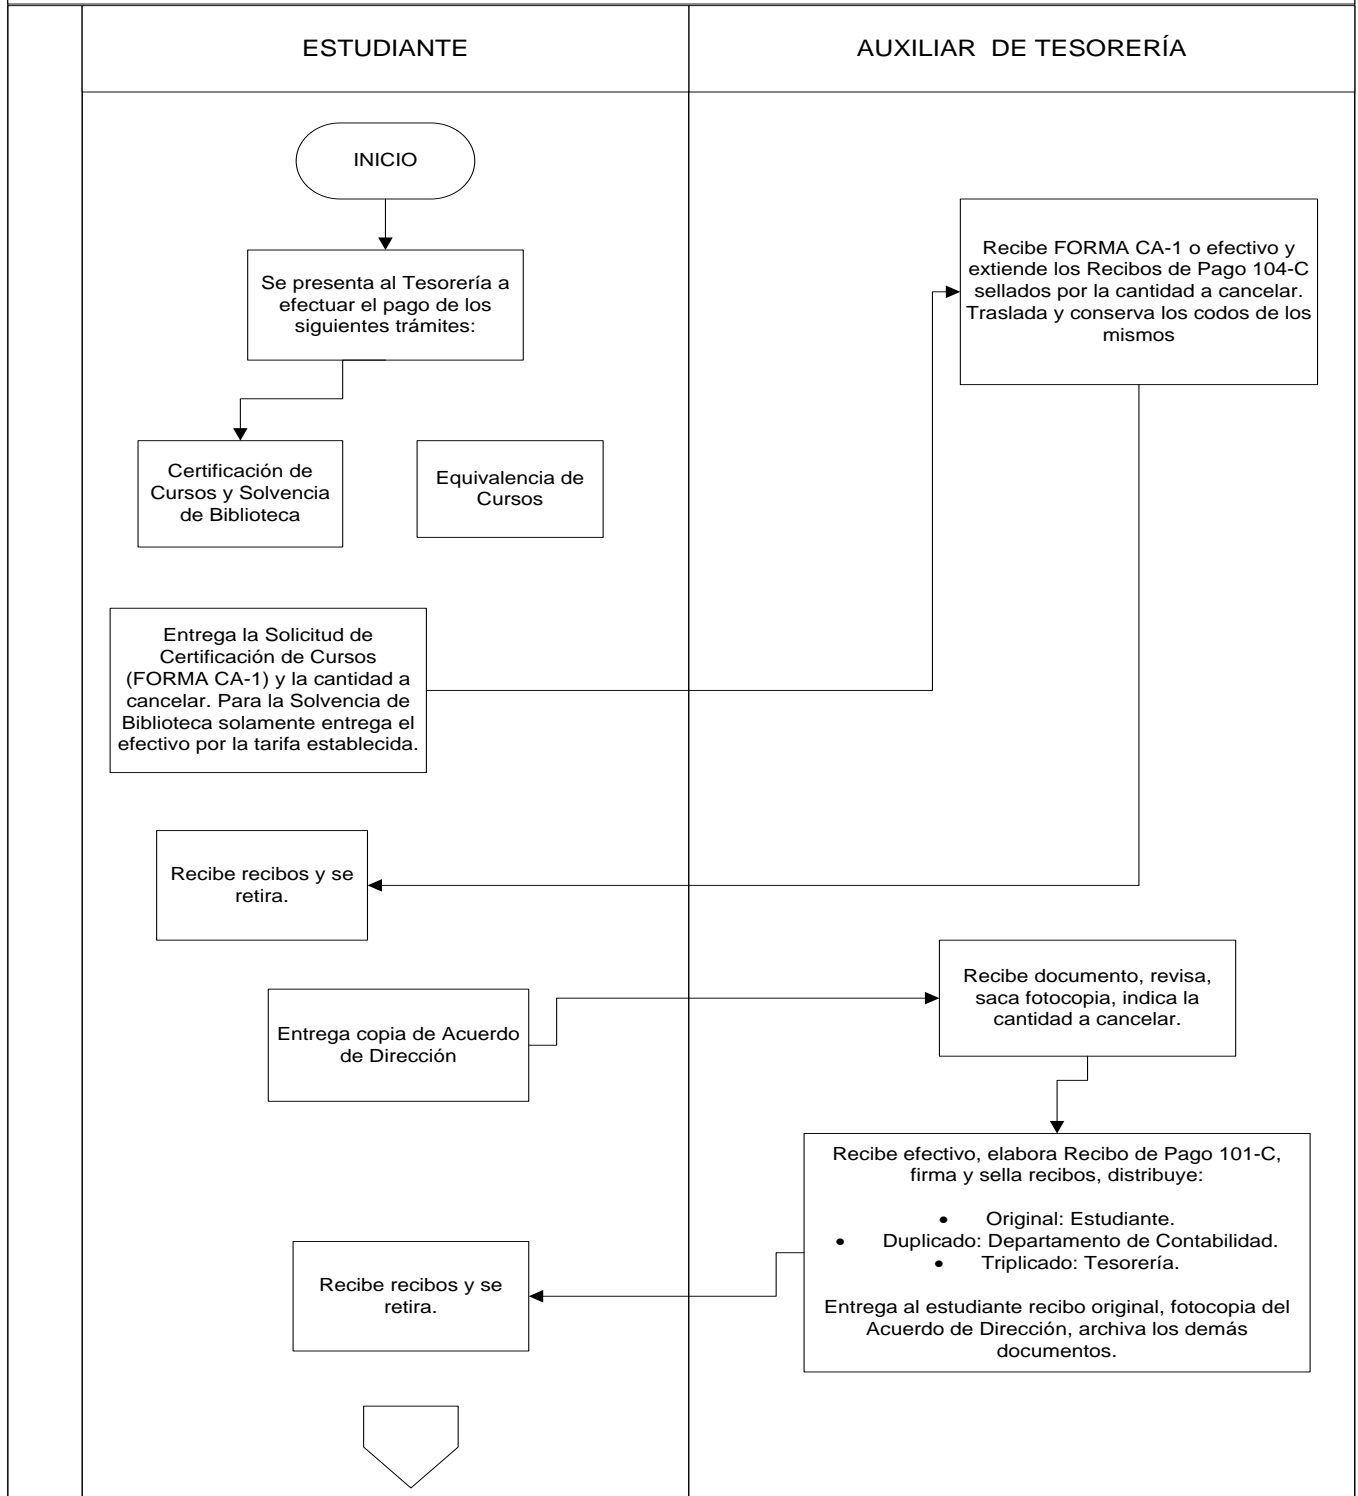 ESTUDIANTE
AUXILIAR DE TESORERÍA
INICIO
Se presenta al Tesorería a
efectuar el pago de los
siguientes trámites:
Recibe FORMA CA-1 o efectivo y
extiende los Recibos de Pago 104-C
sellados por la cantidad a cancelar.
Traslada y conserva los codos de los
mismos
Certificación de
Cursos y Solvencia
de Biblioteca
Equivalencia de
Cursos
Entrega la Solicitud de
Certificación de Cursos
(FORMA CA-1) y la cantidad a
cancelar. Para la Solvencia de
Biblioteca solamente entrega el
efectivo por la tarifa establecida.
Recibe recibos y se
retira.
Entrega copia de Acuerdo
de Dirección
Recibe documento, revisa,
saca fotocopia, indica la
cantidad a cancelar.
Recibe efectivo, elabora Recibo de Pago 101-C,
firma y sella recibos, distribuye:
• Original: Estudiante.
• Duplicado: Departamento de Contabilidad.
• Triplicado: Tesorería.
Entrega al estudiante recibo original, fotocopia del
Acuerdo de Dirección, archiva los demás
documentos.
Recibe recibos y se
retira.